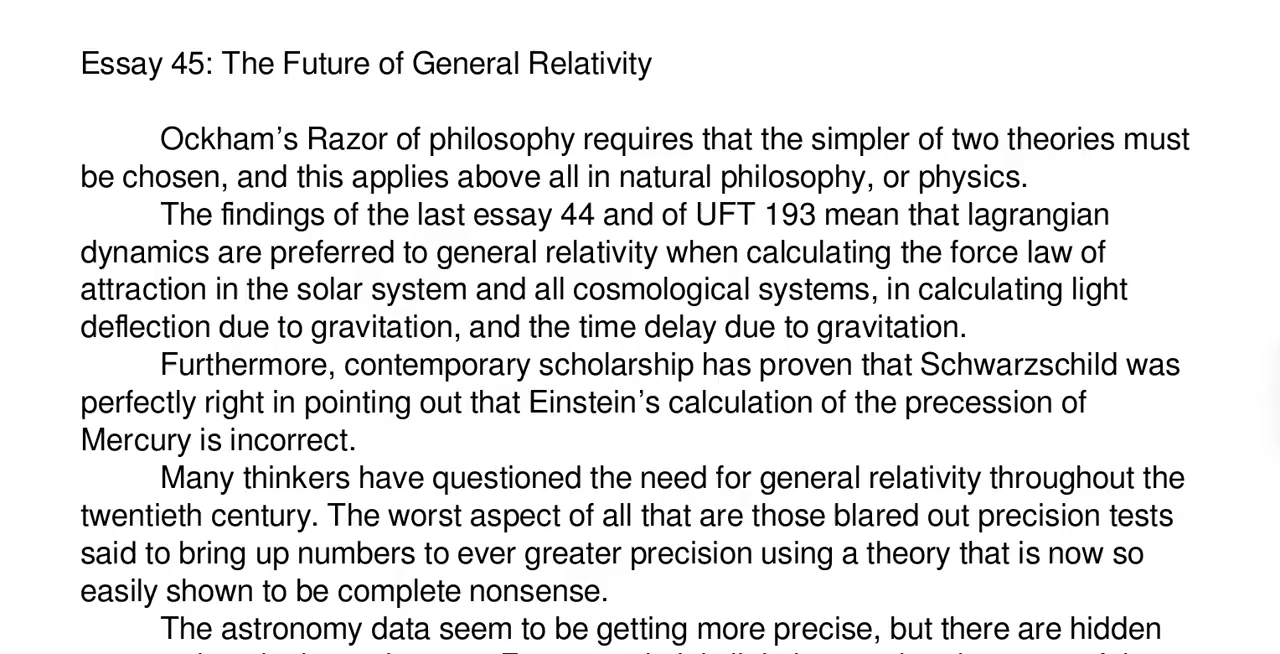 Essay 45: The Future of General Relativity
Ockham’s Razor of philosophy requires that the simpler of two theories must
be chosen, and this applies above all in natural philosophy, or physics.
The findings of the last essay 44 and of UFT 193 mean that lagrangian
dynamics are preferred to general relativity when calculating the force law of
attraction in the solar system and all cosmological systems, in calculating light
deflection due to gravitation, and the time delay due to gravitation.
Furthermore, contemporary scholarship has proven that Schwarzschild was
perfectly right in pointing out that Einstein’s calculation of the precession of
Mercury is incorrect.
Many thinkers have questioned the need for general relativity throughout the
twentieth century. The worst aspect of all that are those blared out precision tests
said to bring up numbers to ever greater precision using a theory that is now so
easily shown to be complete nonsense.
The astronomy data seem to be getting more precise, but there are hidden